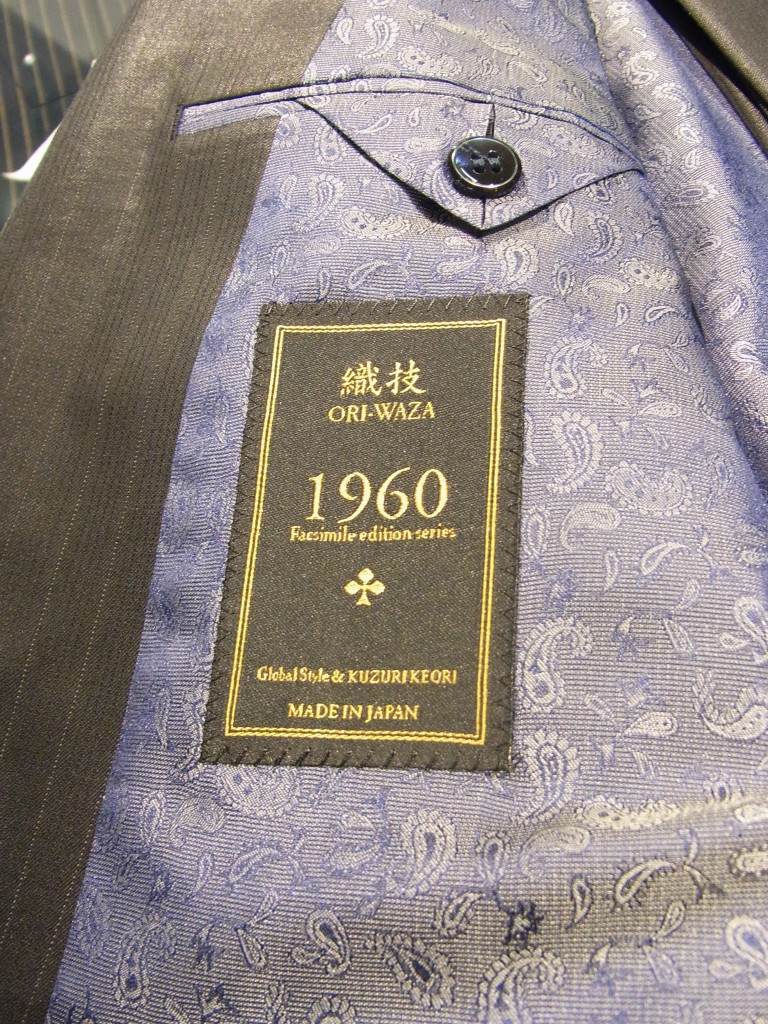 織技
ORI-WAZA
1960
Facsimile edition series
Global Style & KUZURI KEORI
MADE IN JAPAN